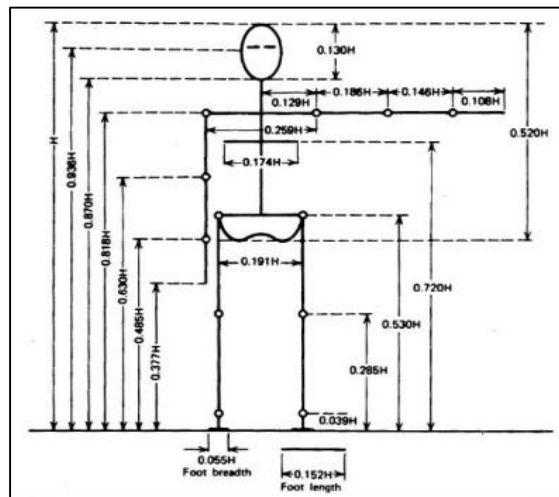 0.130H
0.129H
0.186H
0.146H
0.108H
0.259H
0.520H
0.174H
H
0.936H
0.870H
0.818H
0.630H
0.485H
0.377H
0.191H
0.720H
0.530H
0.285H
0.039H
0.055H
Foot breadth
0.152H
Foot length